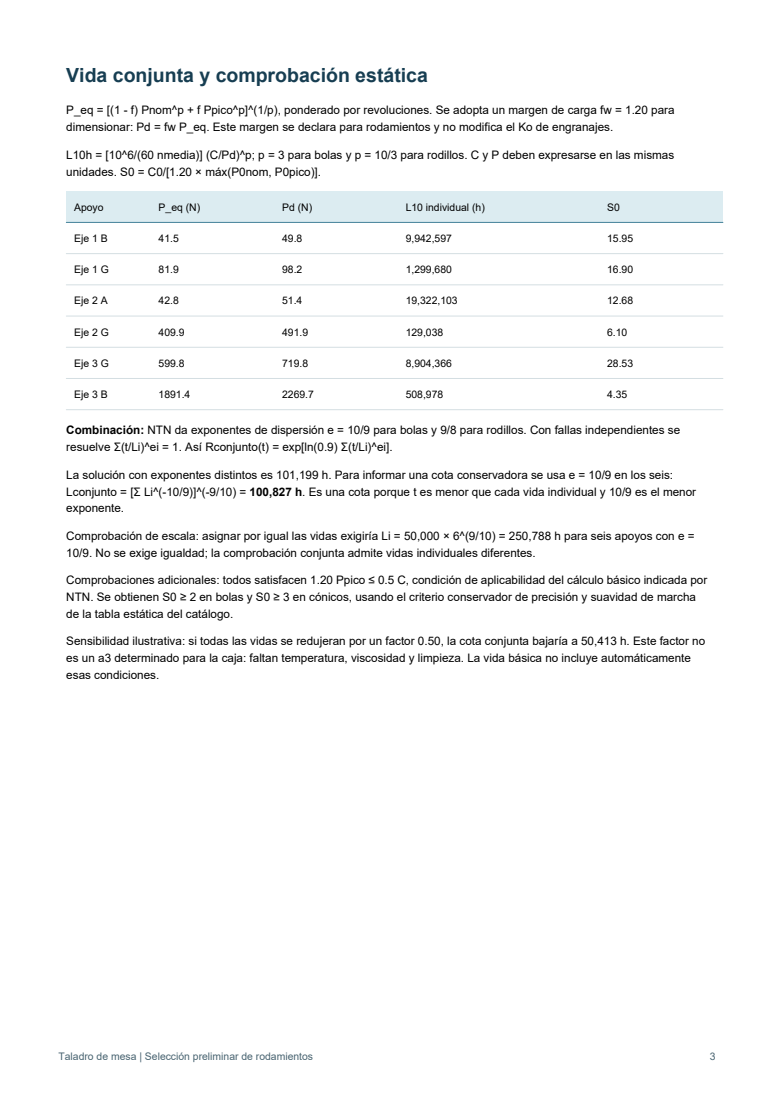 Vida conjunta y comprobación estática
P_eq = [(1 - f) Pnom^p + f Ppico^p]^(1/p), ponderado por revoluciones. Se adopta un margen de carga fw = 1.20 para
dimensionar: Pd = fw P_eq. Este margen se declara para rodamientos y no modifica el Ko de engranajes.
L10h = [10^6/(60 nmedia)] (C/Pd)^p; p = 3 para bolas y p = 10/3 para rodillos. C y P deben expresarse en las mismas
unidades. S0 = C0/[1.20 × máx(P0nom, P0pico)].
Apoyo P_eq (N) Pd (N) L10 individual (h) S0
Eje 1 B 41.5 49.8 9,942,597 15.95
Eje 1 G 81.9 98.2 1,299,680 16.90
Eje 2 A 42.8 51.4 19,322,103 12.68
Eje 2 G 409.9 491.9 129,038 6.10
Eje 3 G 599.8 719.8 8,904,366 28.53
Eje 3 B 1891.4 2269.7 508,978 4.35
Combinación: NTN da exponentes de dispersión e = 10/9 para bolas y 9/8 para rodillos. Con fallas independientes se
resuelve Σ(t/Li)^ei = 1. Así Rconjunto(t) = exp[ln(0.9) Σ(t/Li)^ei].
La solución con exponentes distintos es 101,199 h. Para informar una cota conservadora se usa e = 10/9 en los seis:
Lconjunto = [Σ Li^(-10/9)]^(-9/10) = 100,827 h. Es una cota porque t es menor que cada vida individual y 10/9 es el menor
exponente.
Comprobación de escala: asignar por igual las vidas exigiría Li = 50,000 × 6^(9/10) = 250,788 h para seis apoyos con e =
10/9. No se exige igualdad; la comprobación conjunta admite vidas individuales diferentes.
Comprobaciones adicionales: todos satisfacen 1.20 Ppico ≤ 0.5 C, condición de aplicabilidad del cálculo básico indicada por
NTN. Se obtienen S0 ≥ 2 en bolas y S0 ≥ 3 en cónicos, usando el criterio conservador de precisión y suavidad de marcha
de la tabla estática del catálogo.
Sensibilidad ilustrativa: si todas las vidas se redujeran por un factor 0.50, la cota conjunta bajaría a 50,413 h. Este factor no
es un a3 determinado para la caja: faltan temperatura, viscosidad y limpieza. La vida básica no incluye automáticamente
esas condiciones.
Taladro de mesa | Selección preliminar de rodamientos 3